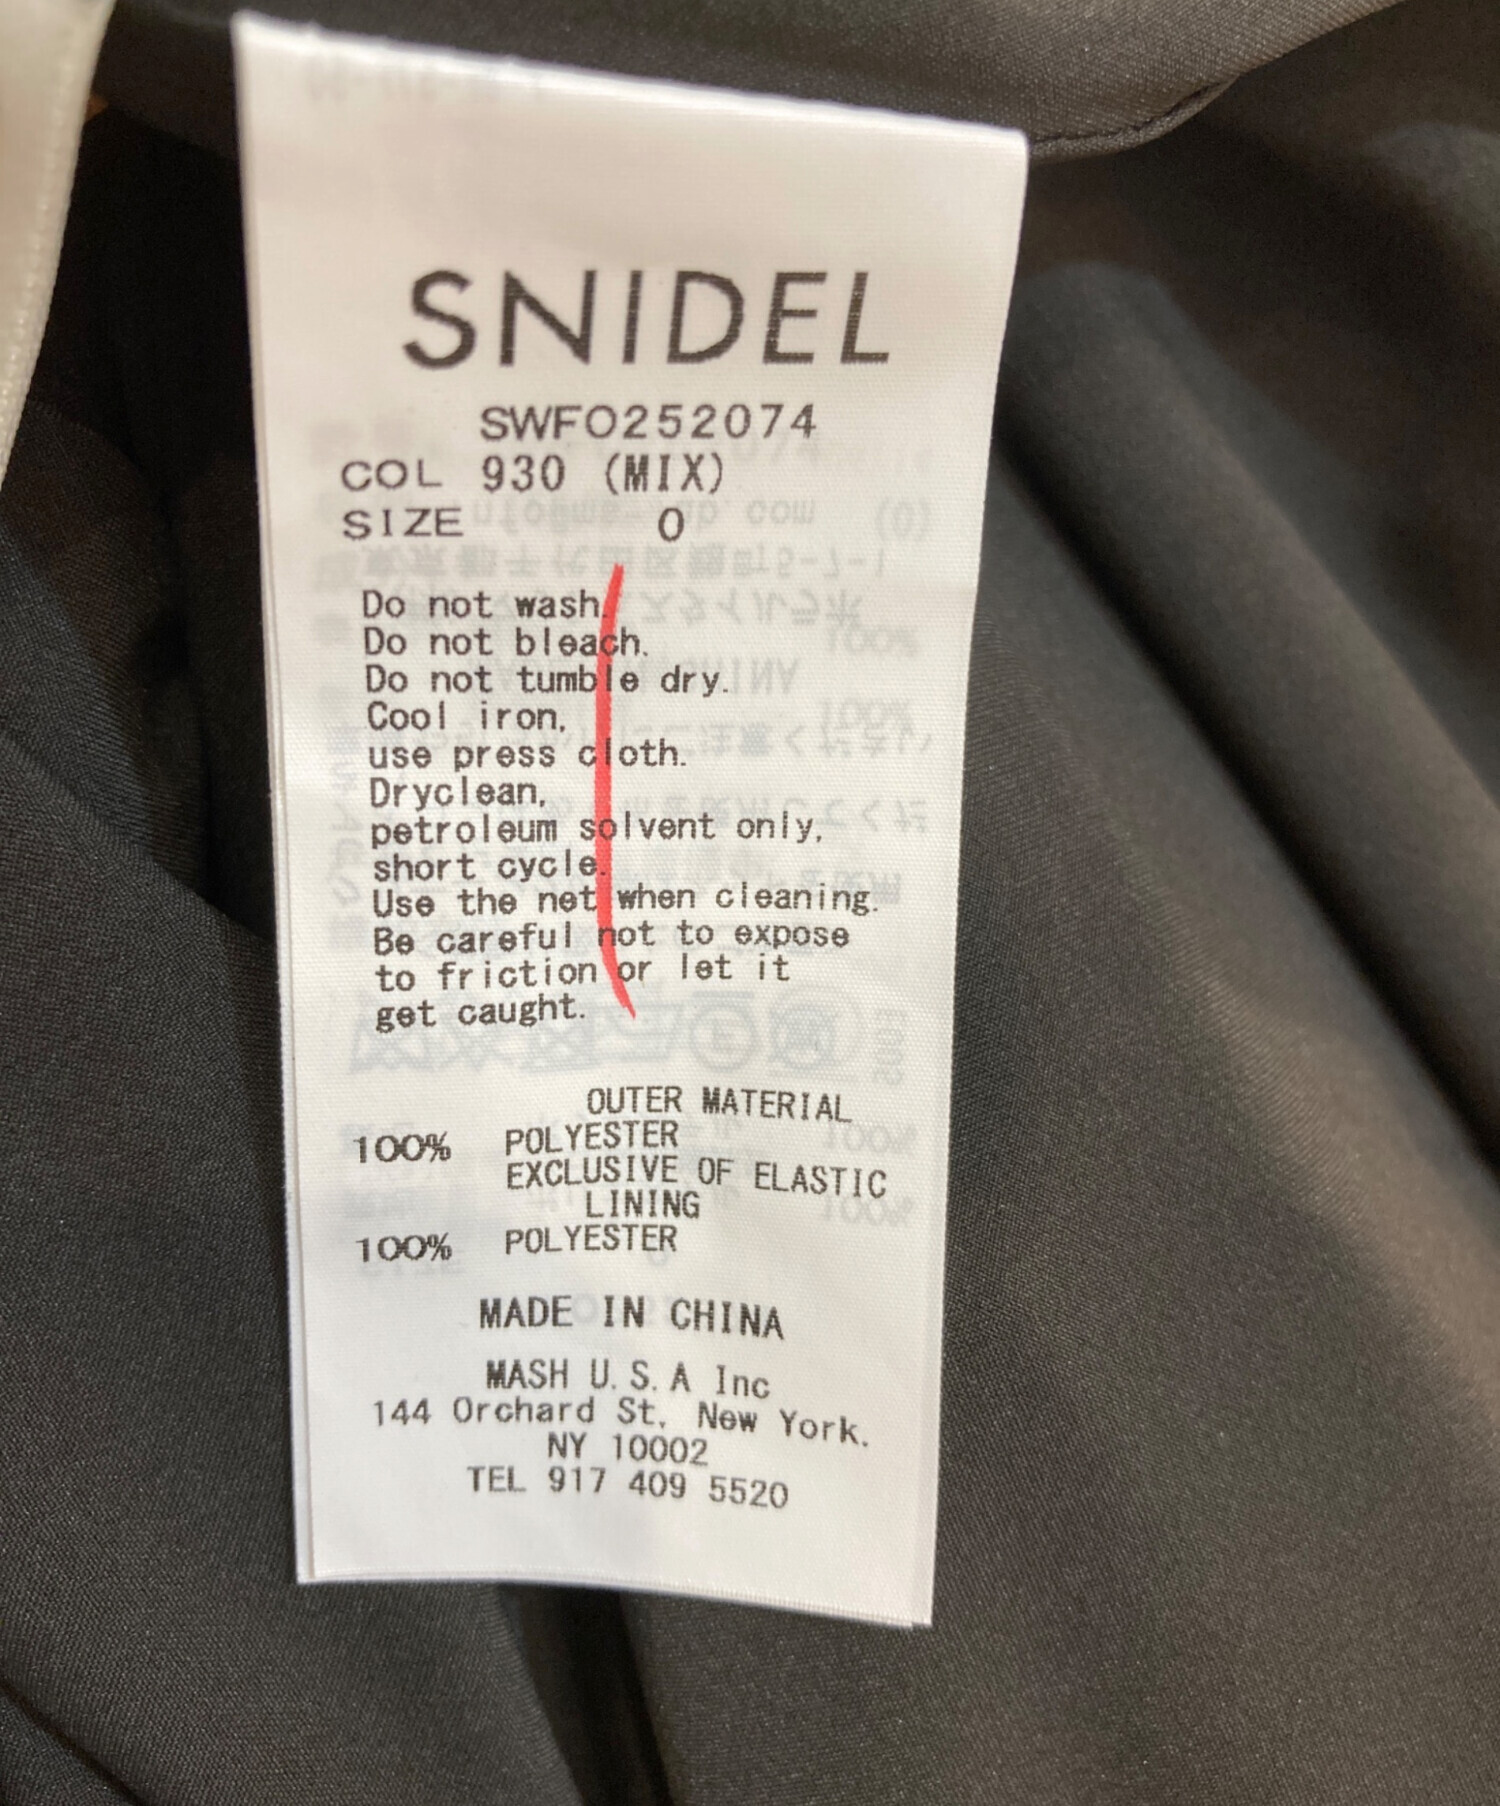 SNIDEL
SWFO252074
COL 930 (MIX)
SIZE 0
Do not wash.
Do not bleach.
Do not tumble dry.
Cool iron,
use press cloth.
Dryclean,
petroleum solvent only,
short cycle.
Use the net when cleaning.
Be careful not to expose
to friction or let it
get caught.
OUTER MATERIAL
100% POLYESTER
EXCLUSIVE OF ELASTIC
LINING
100% POLYESTER
MADE IN CHINA
MASH U.S.A Inc
144 Orchard St, New York.
NY 10002
TEL 917 409 5520